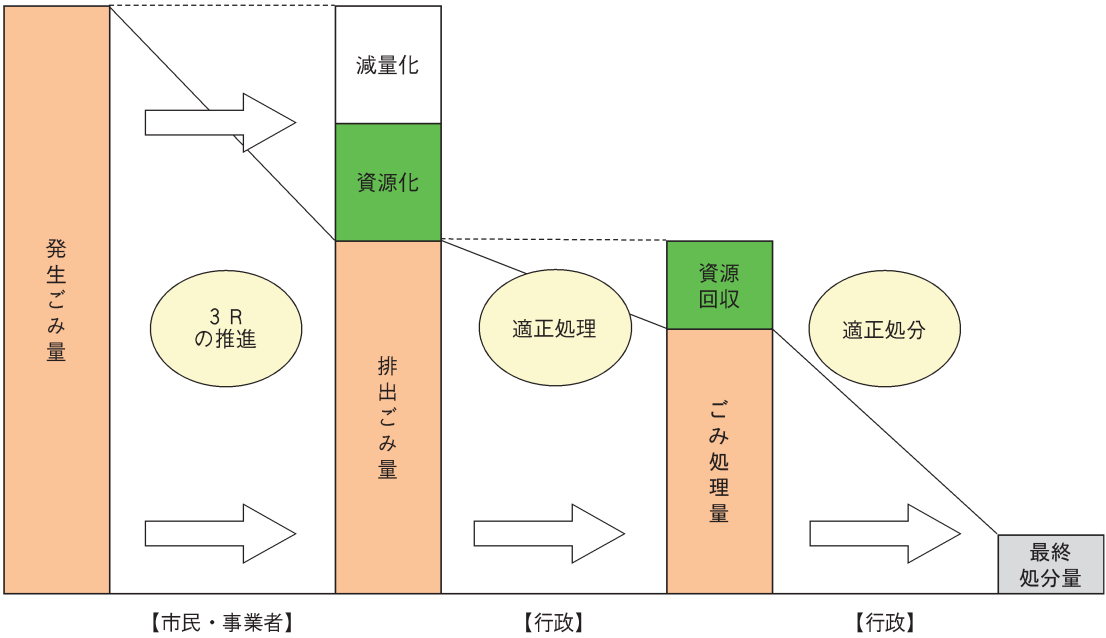 発生ごみ量
3R
の推進
減量化
資源化
排出ごみ量
適正処理
資源
回収
ごみ処理量
適正処分
最終
処分量
【市民・事業者】
【行政】
【行政】